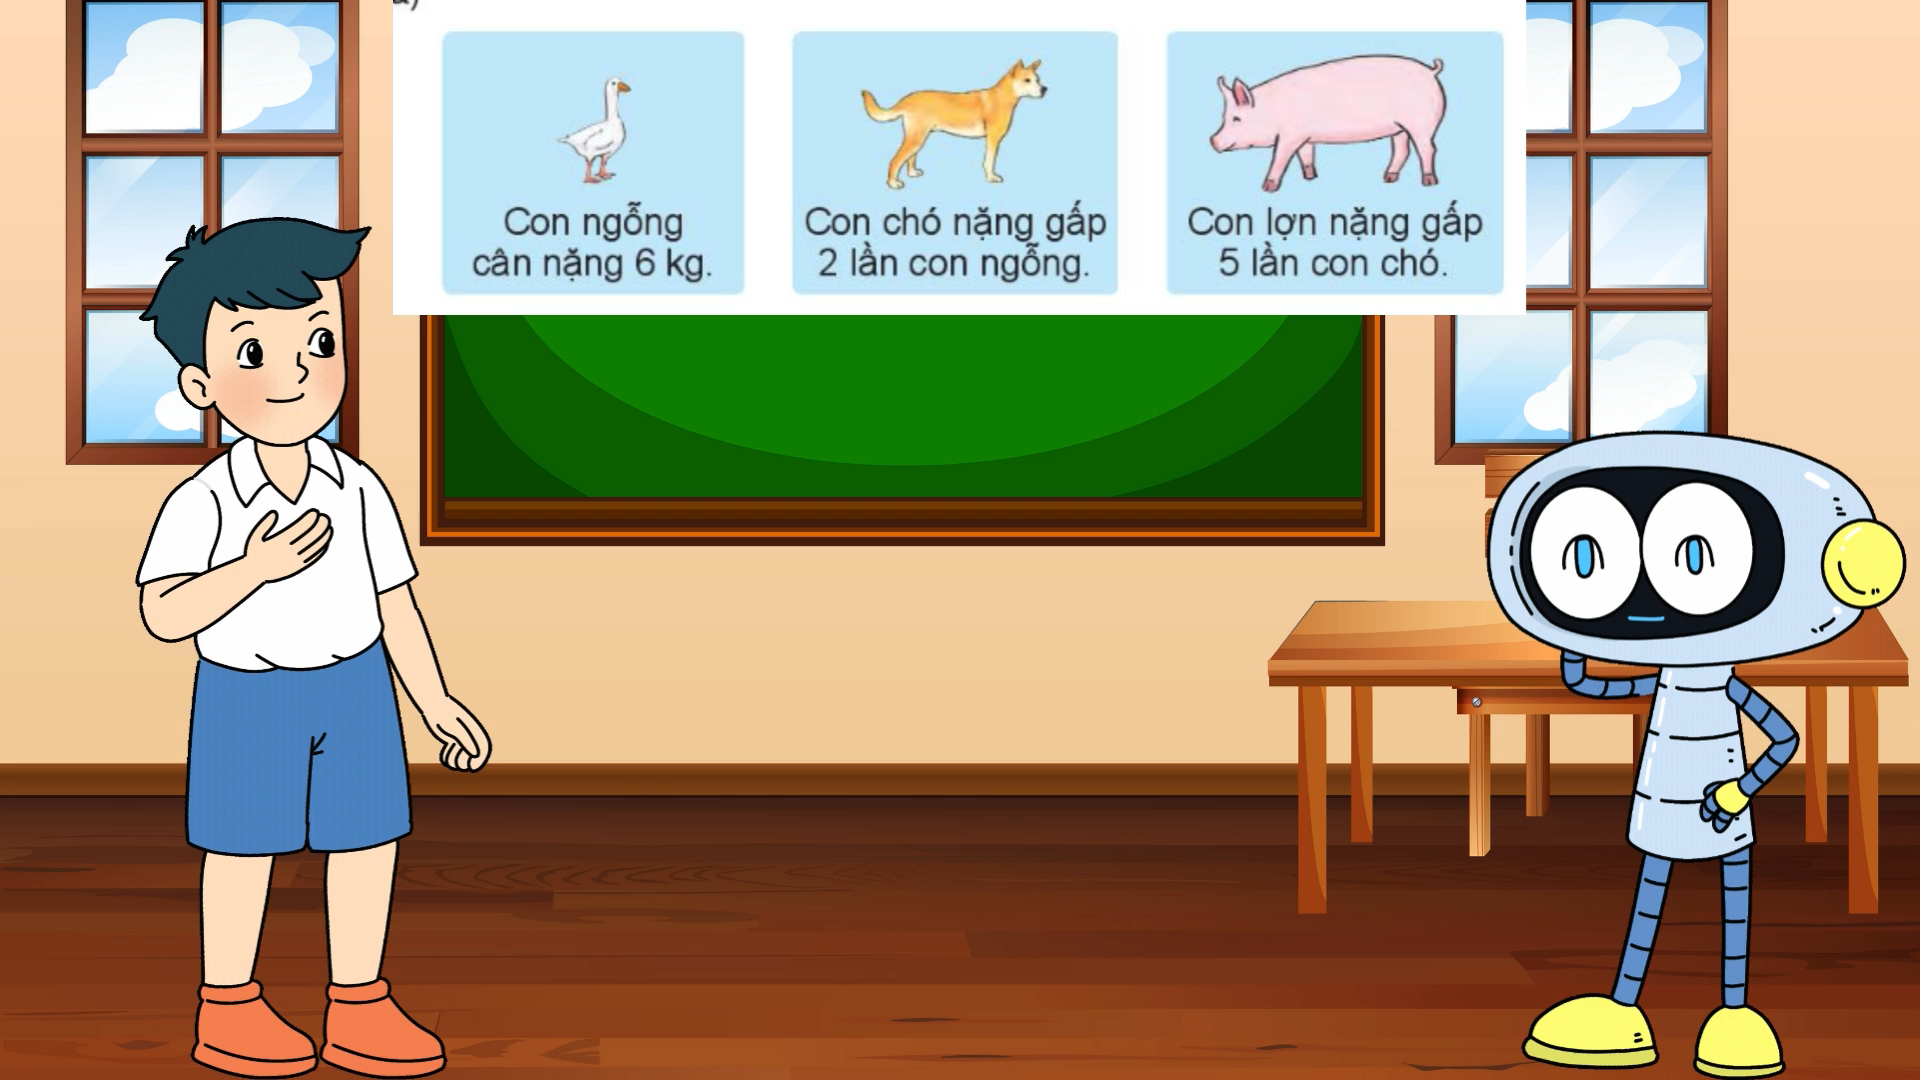 Con ngỗng
cân nặng 6 kg.
Con chó nặng gấp
2 lần con ngỗng.
Con lợn nặng gấp
5 lần con chó.